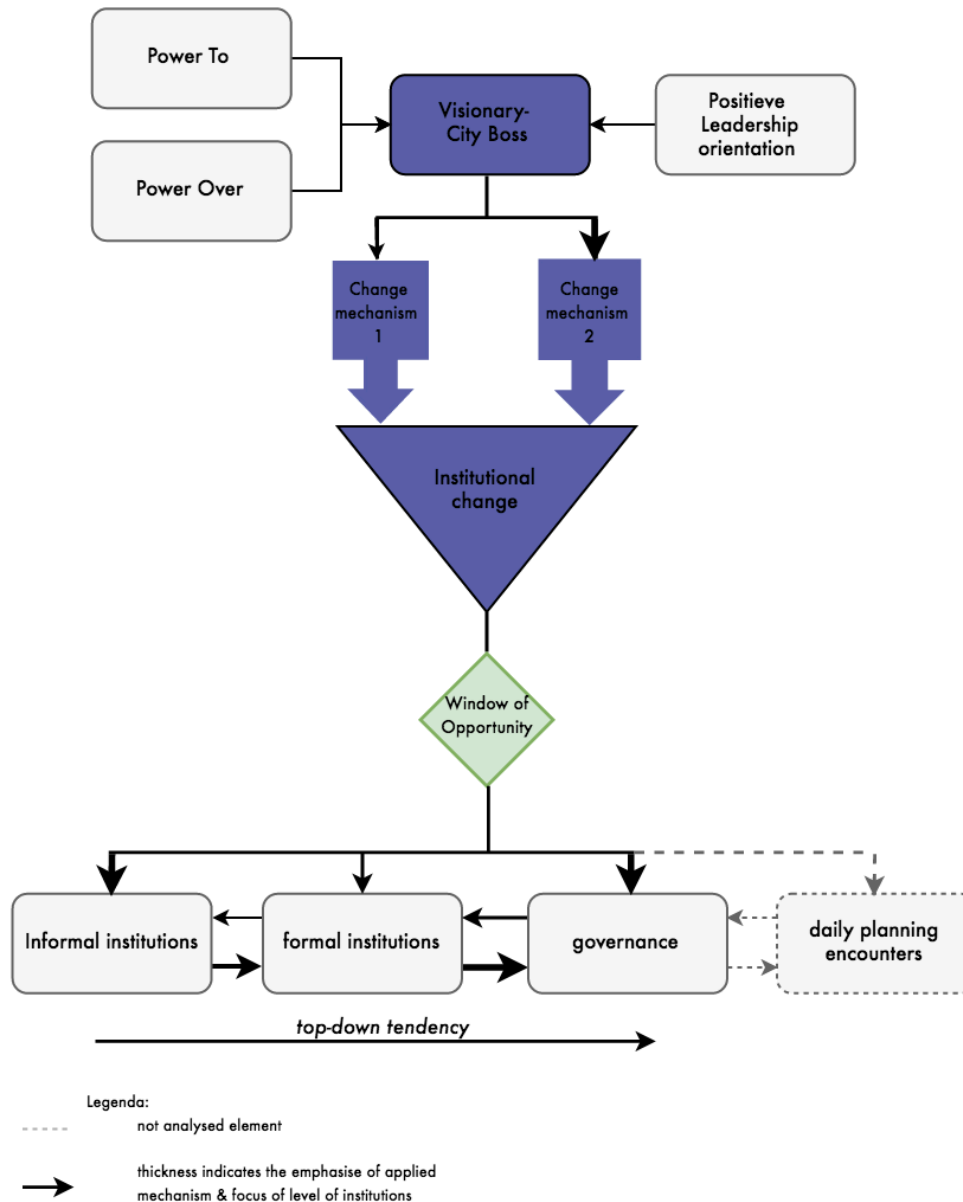 Power To
Visionary-
City Boss
Positieve
Leadership
orientation
Power Over
Change
mechanism
1
Change
mechanism
2
Institutional
change
Window of
Opportunity
Informal institutions
formal institutions
governance
daily planning
encounters
top-down tendency
Legenda:
not analysed element
thickness indicates the emphasise of applied
mechanism & focus of level of institutions